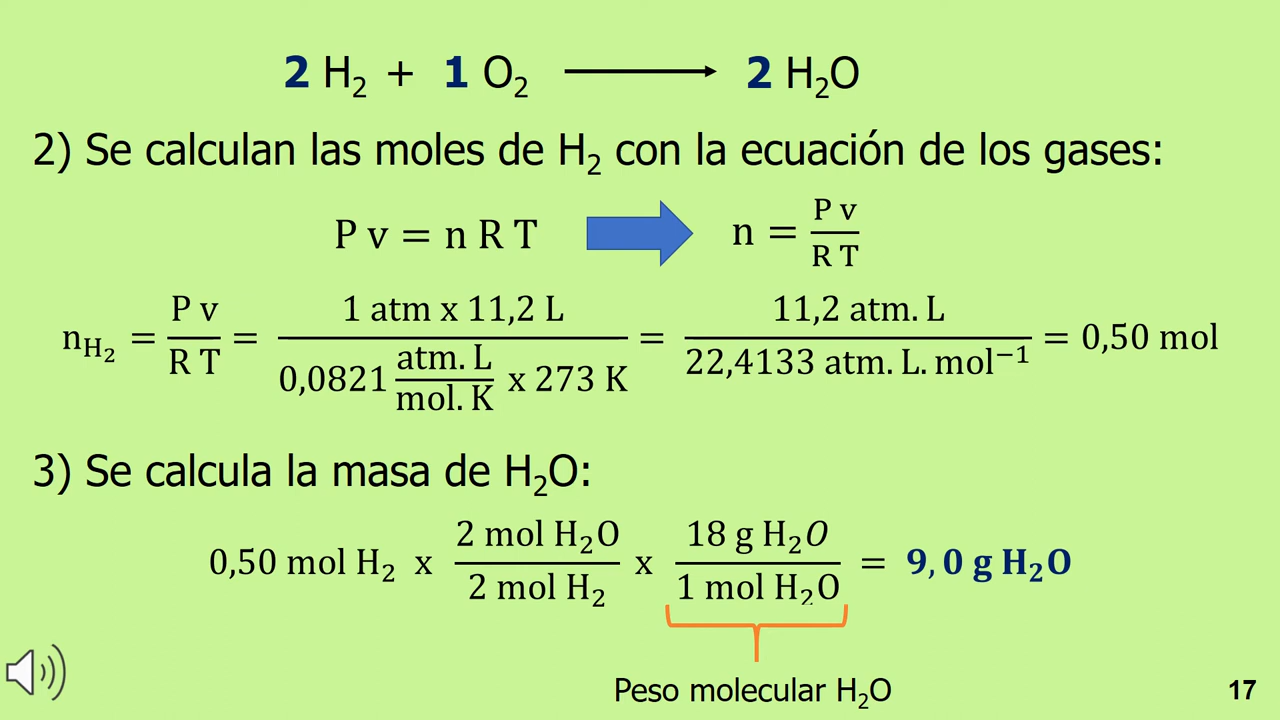 2 H₂ + 1 O₂ ⟶ 2 H₂O
2) Se calculan las moles de H₂ con la ecuación de los gases:
P v = n R T    n = P v / R T
n_H₂ = P v / R T = 1 atm x 11,2 L / 0,0821 atm. L / mol. K x 273 K = 11,2 atm. L / 22,4133 atm. L. mol⁻¹ = 0,50 mol
3) Se calcula la masa de H₂O:
0,50 mol H₂ x 2 mol H₂O / 2 mol H₂ x 18 g H₂O / 1 mol H₂O = 9,0 g H₂O
Peso molecular H₂O
17